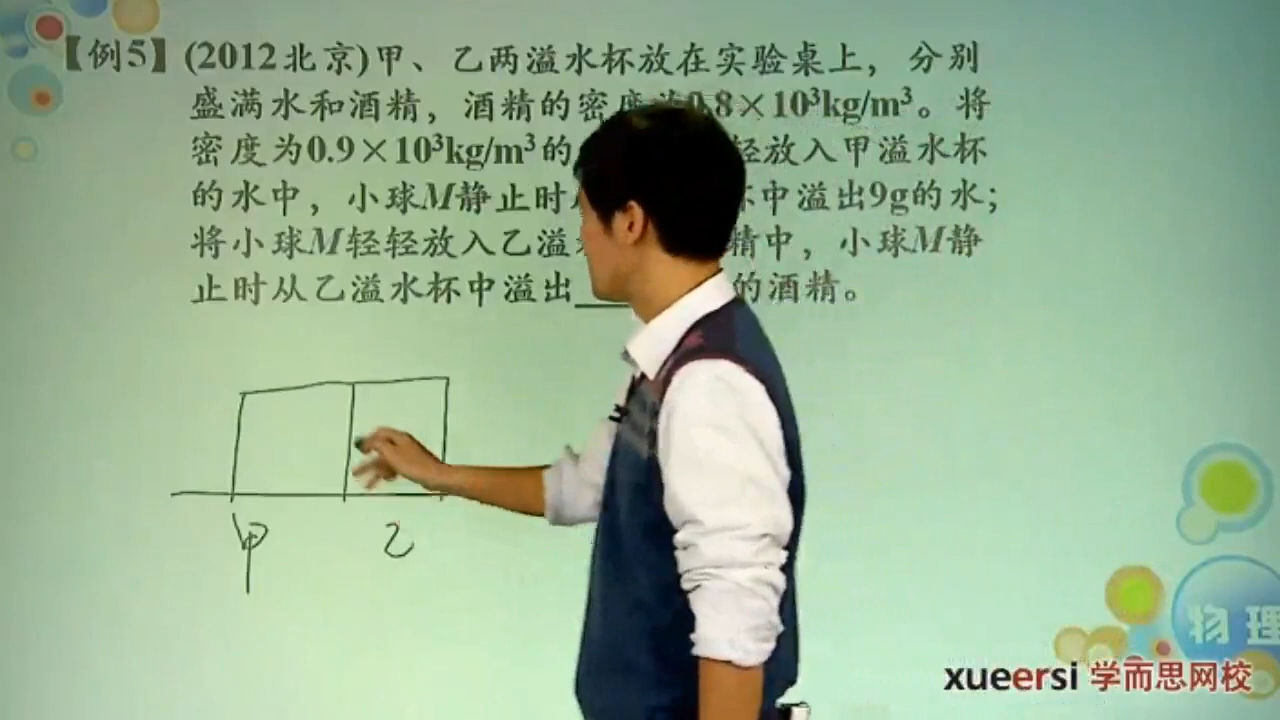 【例5】(2012北京)甲、乙两溢水杯放在实验桌上，分别
盛满水和酒精，酒精的密度为0.8×10³kg/m³。将
密度为0.9×10³kg/m³的 轻放入甲溢水杯
的水中，小球M静止时 杯中溢出9g的水；
将小球M轻轻放入乙溢 精中，小球M静
止时从乙溢水杯中溢出 的酒精。
甲 乙
物理
xueersi 学而思网校